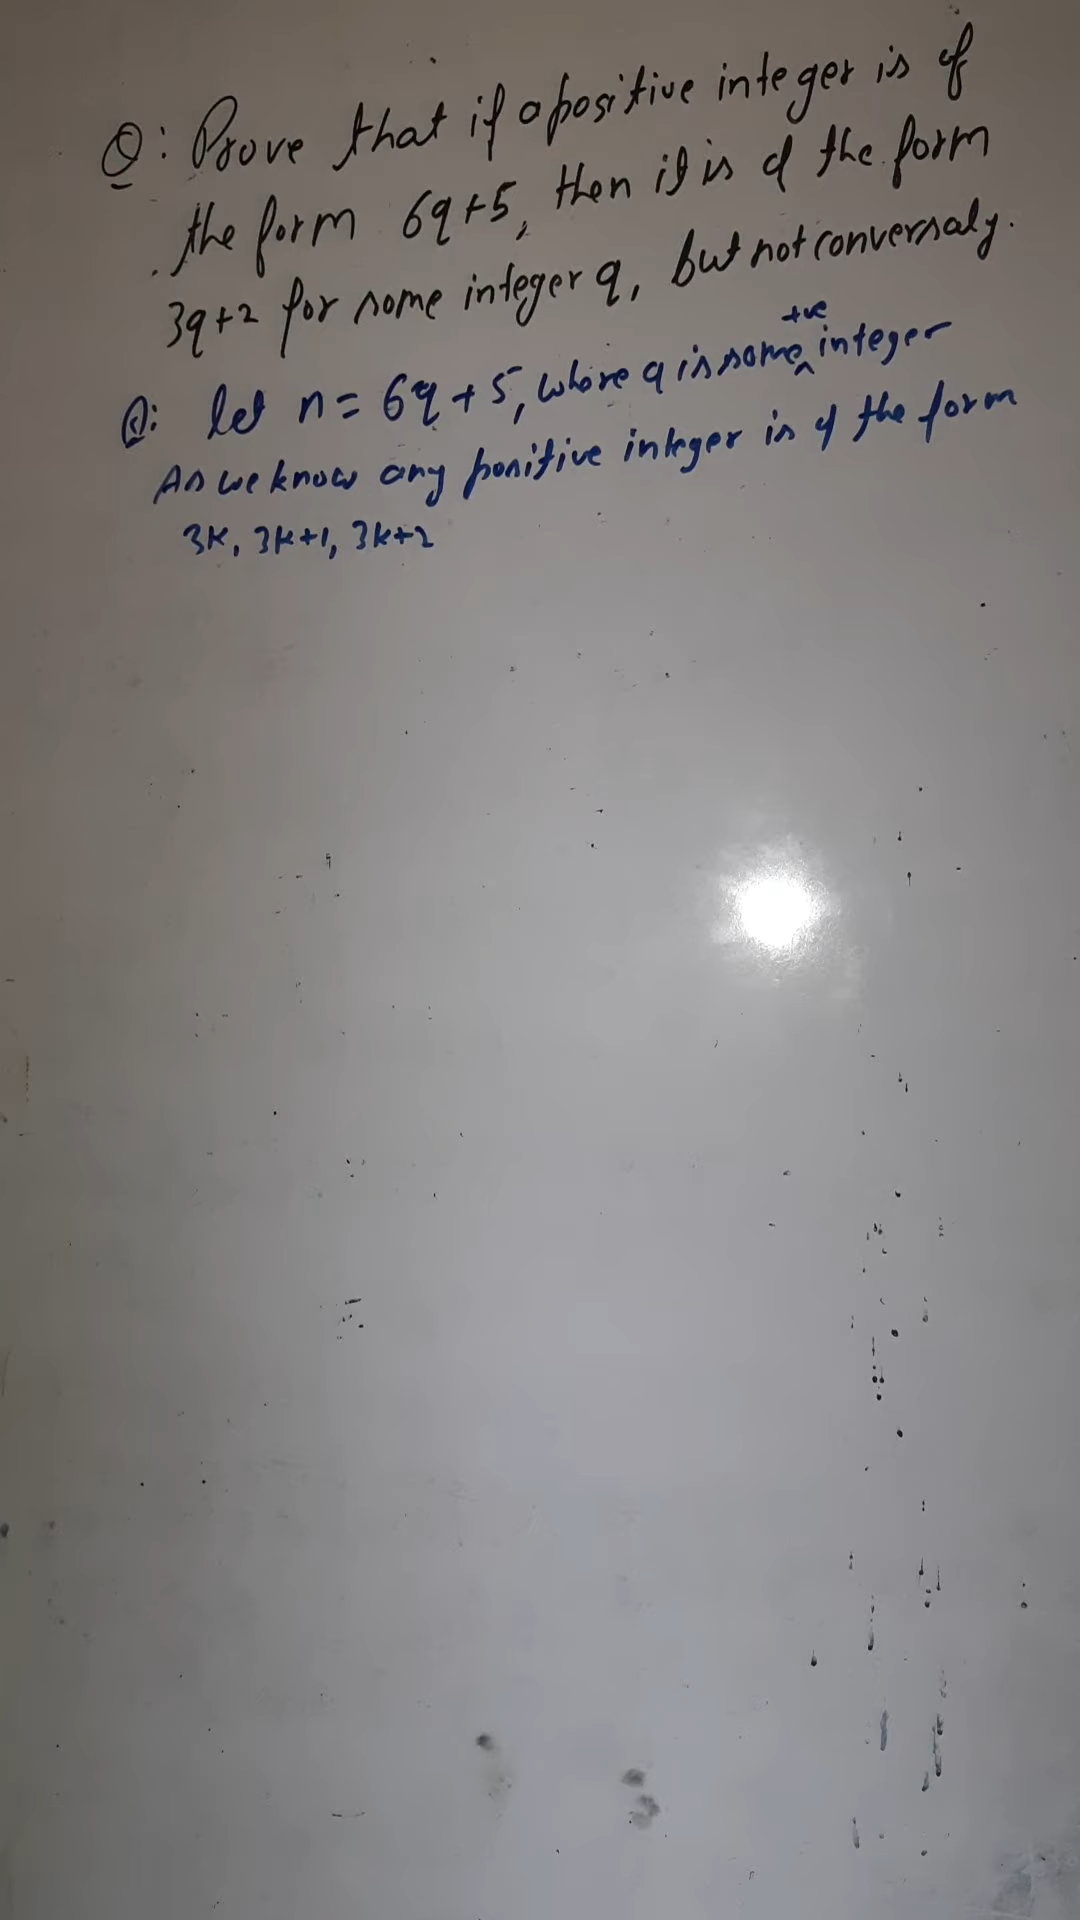 Q: Prove that if a positive integer is of
the form 6q+5, then it is of the form
3q+2 for some integer q, but not conversaly.
Q: let n = 6q + 5, where q is some +ve integer
As we know any positive integer is of the form
3k, 3k+1, 3k+2